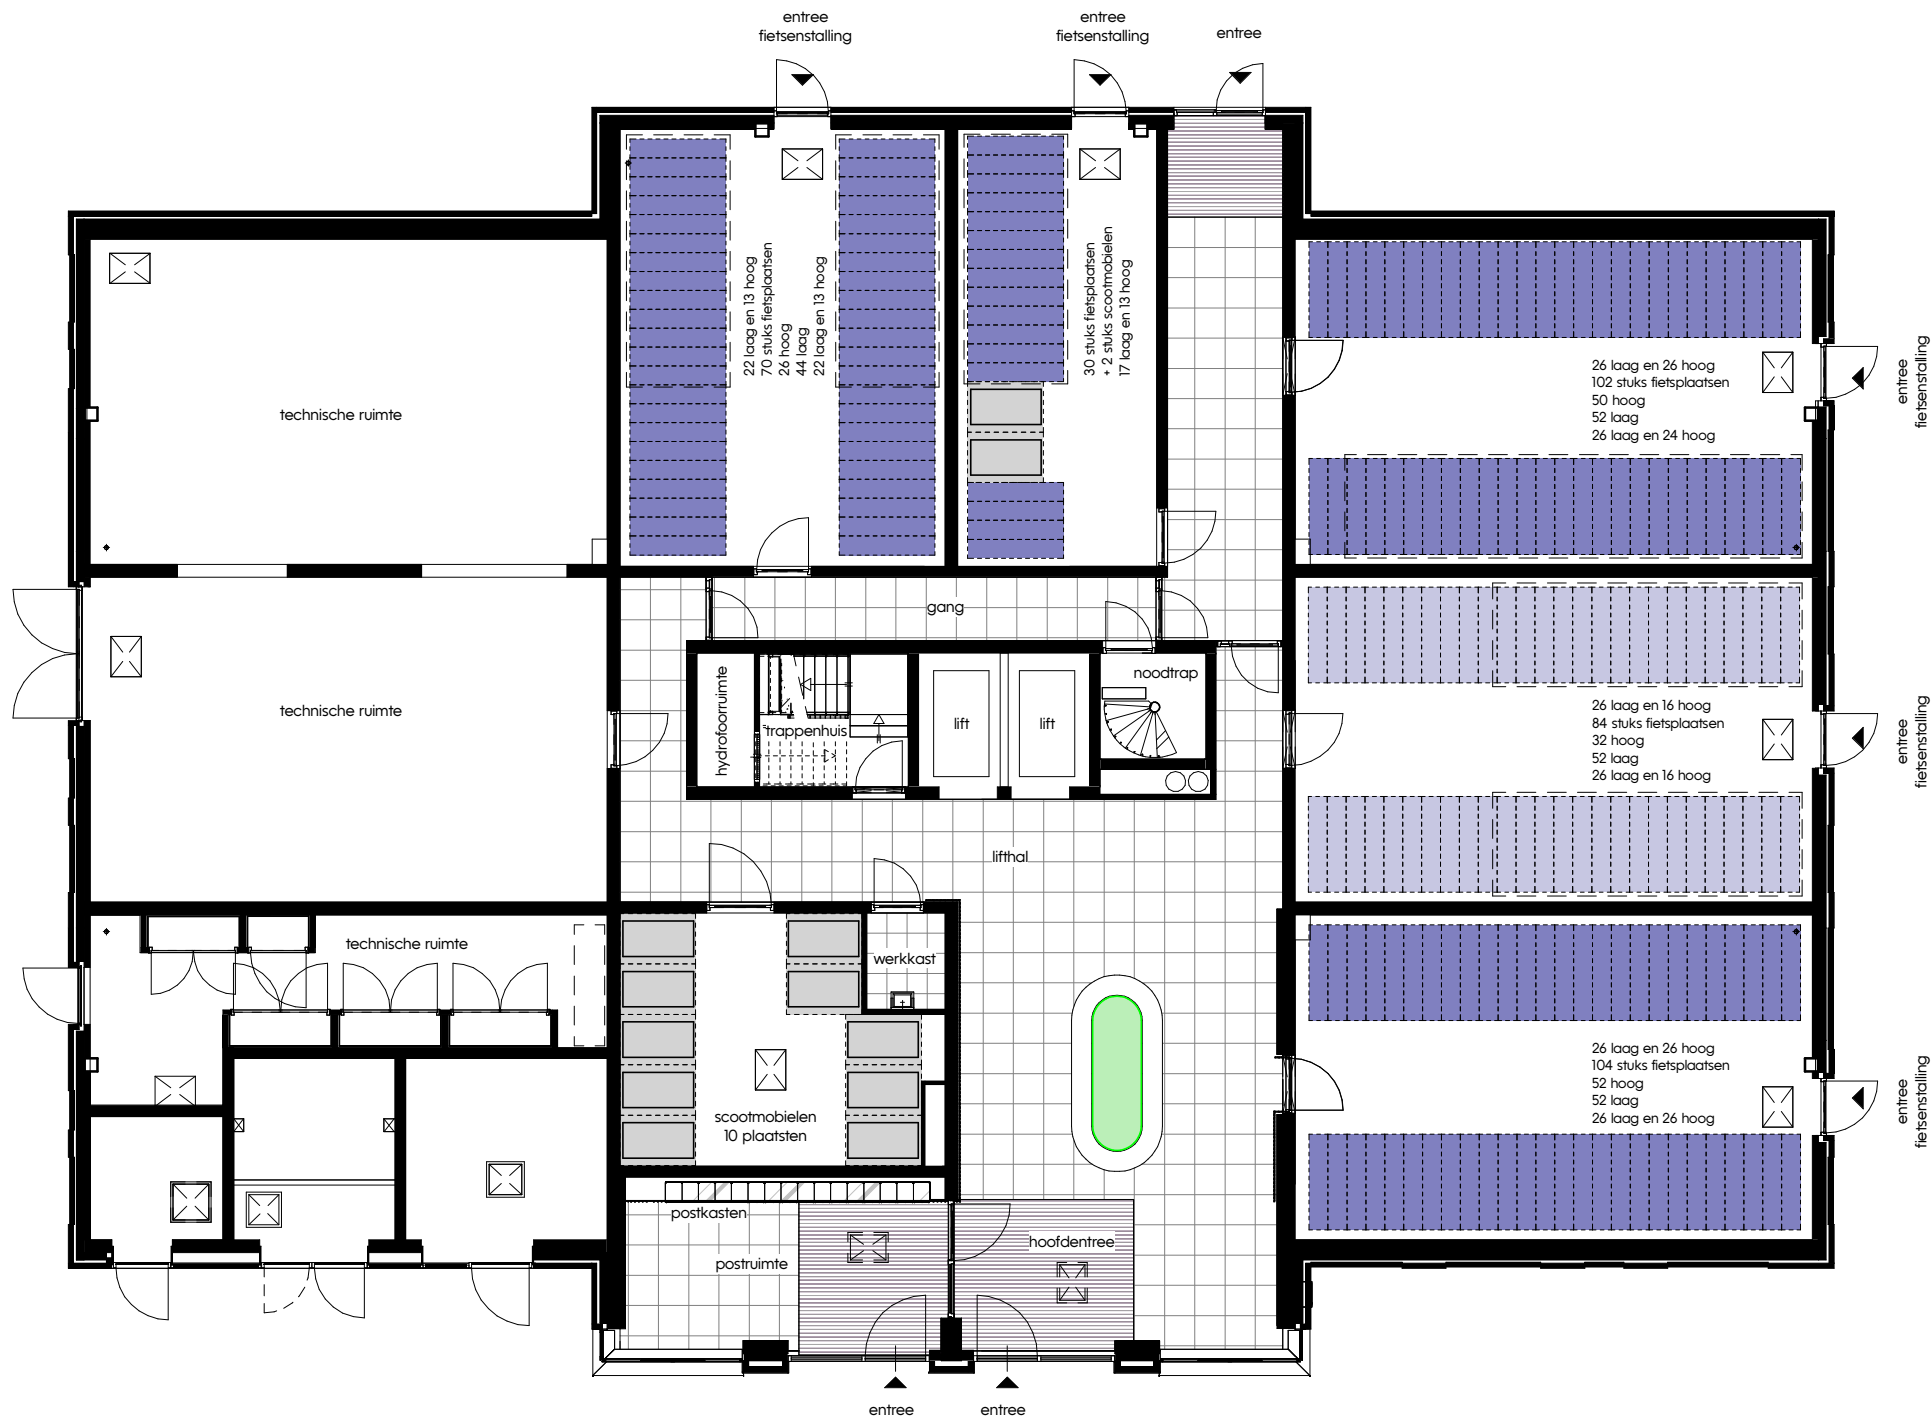 entree
fietsenstalling
entree
fietsenstalling
entree
technische ruimte
22 laag en 13 hoog
70 stuks fietsplaatsen
26 hoog
44 laag
22 laag en 13 hoog
30 stuks fietsplaatsen
+ 2 stuks scootmobielen
17 laag en 13 hoog
26 laag en 26 hoog
102 stuks fietsplaatsen
50 hoog
52 laag
26 laag en 24 hoog
entree
fietsenstalling
gang
technische ruimte
hydrofoorruimte
trappenhuis
lift
lift
noodtrap
26 laag en 16 hoog
84 stuks fietsplaatsen
32 hoog
52 laag
26 laag en 16 hoog
entree
fietsenstalling
lifthal
technische ruimte
werkkast
scootmobielen
10 plaatsten
26 laag en 26 hoog
104 stuks fietsplaatsen
52 hoog
52 laag
26 laag en 26 hoog
entree
fietsenstalling
postkasten
postruimte
hoofdentree
entree
entree